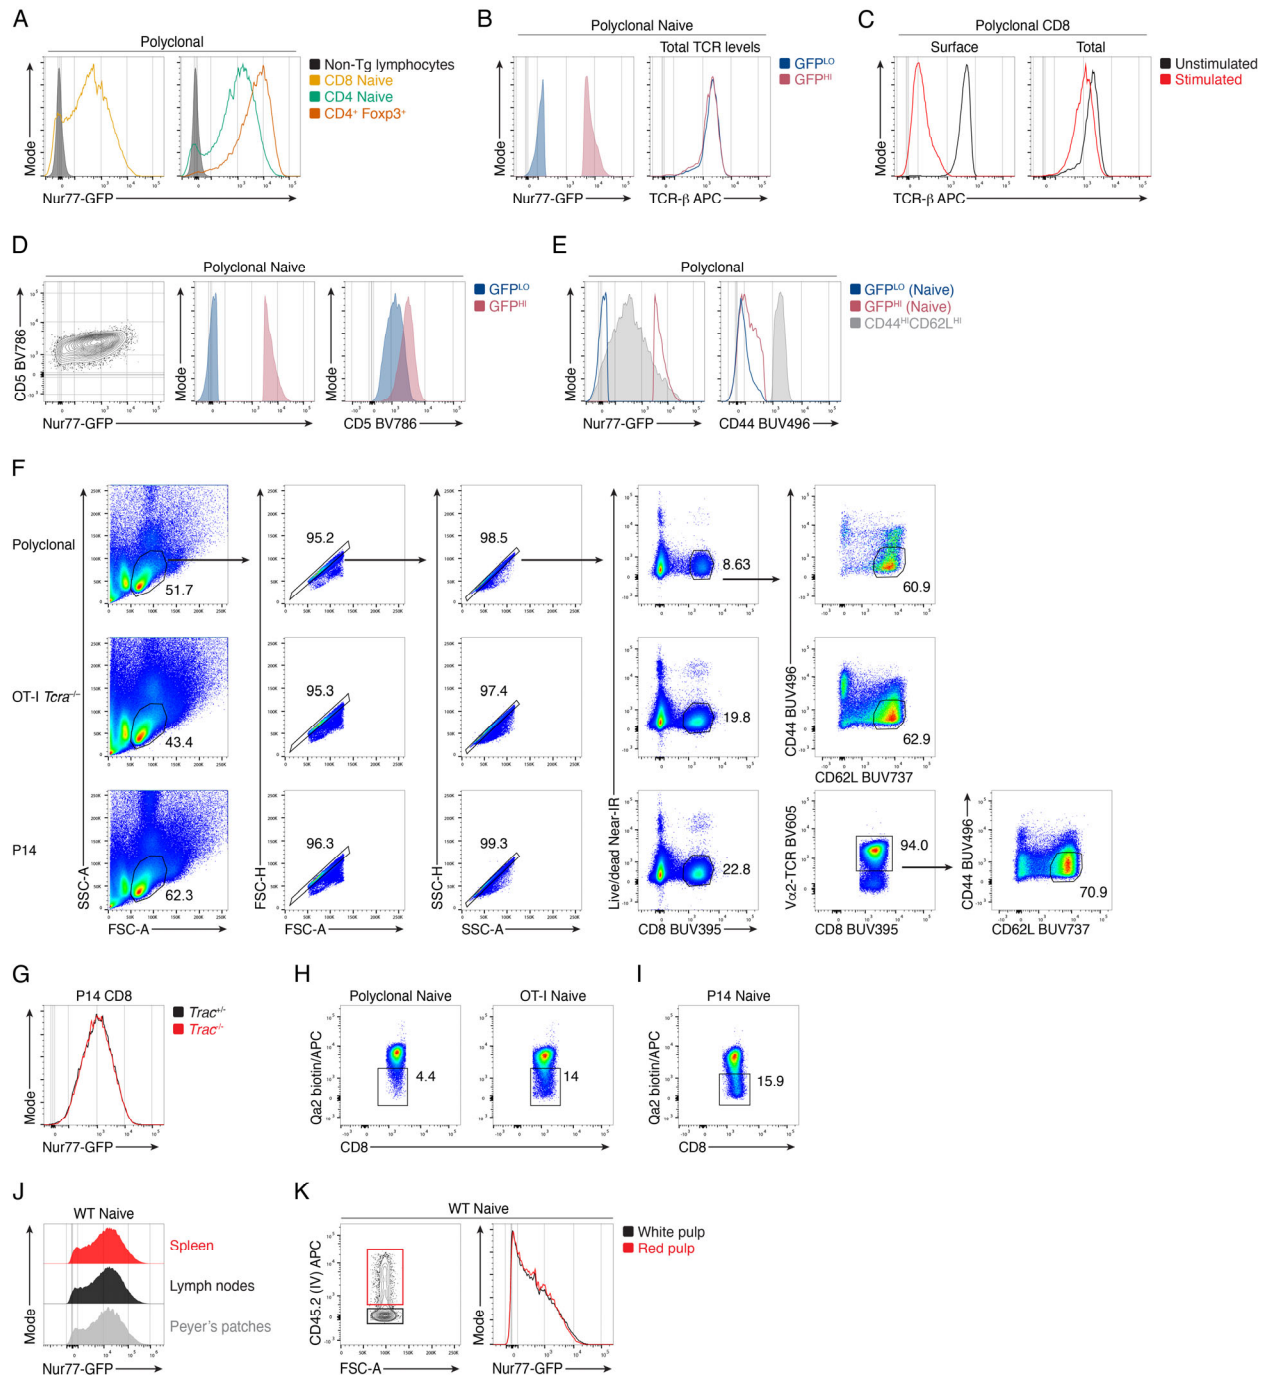 A
Polyclonal
Non-Tg lymphocytes
CD8 Naive
CD4 Naive
CD4⁺ Foxp3⁺
Mode
Nur77-GFP
B
Polyclonal Naive
Total TCR levels
GFPᴸᴼ
GFPᴴᴵ
Mode
Nur77-GFP
TCR-β APC
C
Polyclonal CD8
Surface
Total
Unstimulated
Stimulated
Mode
TCR-β APC
D
Polyclonal Naive
GFPᴸᴼ
GFPᴴᴵ
CD5 BV786
Mode
Mode
Nur77-GFP
CD5 BV786
E
Polyclonal
GFPᴸᴼ (Naive)
GFPᴴᴵ (Naive)
CD44ᴴᴵCD62Lᴴᴵ
Mode
Nur77-GFP
CD44 BUV496
F
Polyclonal
51.7
95.2
98.5
8.63
60.9
OT-I Tcra⁻/⁻
43.4
95.3
97.4
19.8
62.9
CD44 BUV496
CD62L BUV737
P14
62.3
96.3
99.3
22.8
94.0
70.9
SSC-A
FSC-A
FSC-H
FSC-A
SSC-H
SSC-A
Live/dead Near-IR
CD8 BUV395
Vα2-TCR BV605
CD8 BUV395
CD44 BUV496
CD62L BUV737
G
P14 CD8
Trac⁺/⁻
Trac⁻/⁻
Mode
Nur77-GFP
H
Polyclonal Naive
OT-I Naive
Qa2 biotin/APC
4.4
14
CD8
I
P14 Naive
Qa2 biotin/APC
15.9
CD8
J
WT Naive
Spleen
Lymph nodes
Peyer's patches
Mode
Nur77-GFP
K
WT Naive
White pulp
Red pulp
CD45.2 (IV) APC
FSC-A
Mode
Nur77-GFP